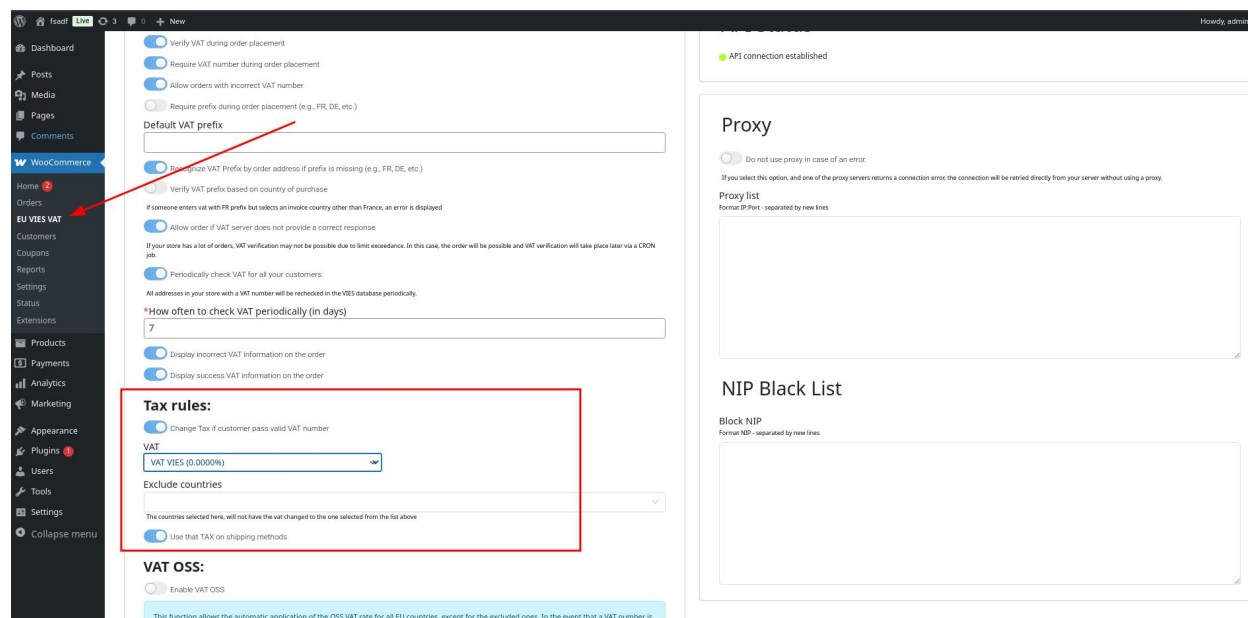 fsadf Live 3 0 + New
Howdy, admin
Dashboard
Posts
Media
Pages
Comments
WooCommerce
Home 2
Orders
EU VIES VAT
Customers
Coupons
Reports
Settings
Status
Extensions
Products
Payments
Analytics
Marketing
Appearance
Plugins 1
Users
Tools
Settings
Collapse menu
Verify VAT during order placement
Require VAT number during order placement
Allow orders with incorrect VAT number
Require prefix during order placement (e.g., FR, DE, etc.)
Default VAT prefix
Recognize VAT Prefix by order address if prefix is missing (e.g., FR, DE, etc.)
Verify VAT prefix based on country of purchase
If someone enters vat with FR prefix but selects an invoice country other than France, an error is displayed
Allow order if VAT server does not provide a correct response
If your store has a lot of orders, VAT verification may not be possible due to limit exceedance. In this case, the order will be possible and VAT verification will take place later via a CRON
job.
Periodically check VAT for all your customers.
All addresses in your store with a VAT number will be rechecked in the VIES database periodically.
*How often to check VAT periodically (in days)
7
Display incorrect VAT information on the order
Display success VAT information on the order
Tax rules:
Change Tax if customer pass valid VAT number
VAT
VAT VIES (0.0000%)
Exclude countries
The countries selected here, will not have the vat changed to the one selected from the list above
Use that TAX on shipping methods
VAT OSS:
Enable VAT OSS
This function allows the automatic application of the OSS VAT rate for all EU countries, except for the excluded ones. In the event that a VAT number is
API connection established
Proxy
Do not use proxy in case of an error.
If you select this option, and one of the proxy servers returns a connection error, the connection will be retried directly from your server without using a proxy.
Proxy list
Format IP:Port - separated by new lines
NIP Black List
Block NIP
Format NIP - separated by new lines